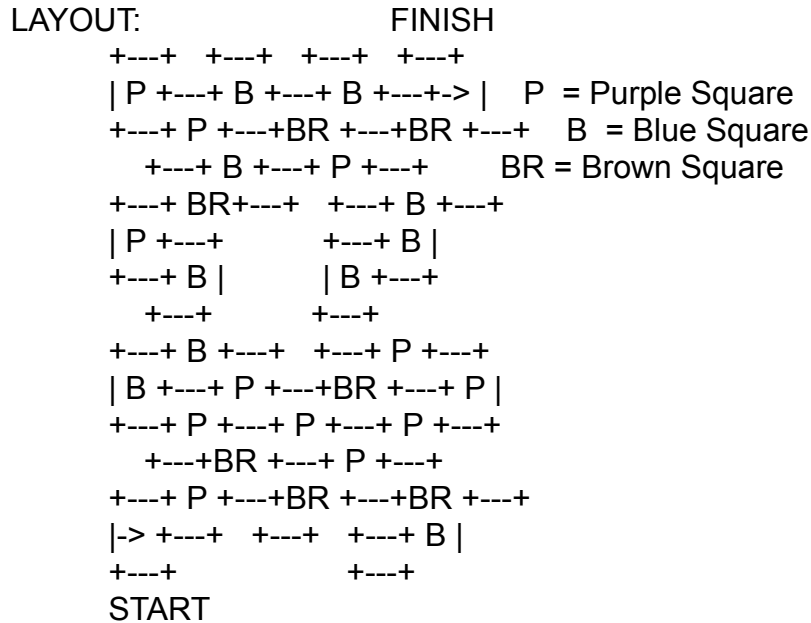 LAYOUT: FINISH
+---+ +---+ +---+ +---+
| P +---+ B +---+ B +---+-> | P = Purple Square
+---+ P +---+BR +---+BR +---+ B = Blue Square
+---+ B +---+ P +---+ BR = Brown Square
+---+ BR+---+ +---+ B +---+
| P +---+ +---+ B |
+---+ B | | B +---+
+---+ +---+
+---+ B +---+ +---+ P +---+
| B +---+ P +---+BR +---+ P |
+---+ P +---+ P +---+ P +---+
+---+BR +---+ P +---+
+---+ P +---+BR +---+BR +---+
|-> +---+ +---+ +---+ B |
+---+ +---+
START